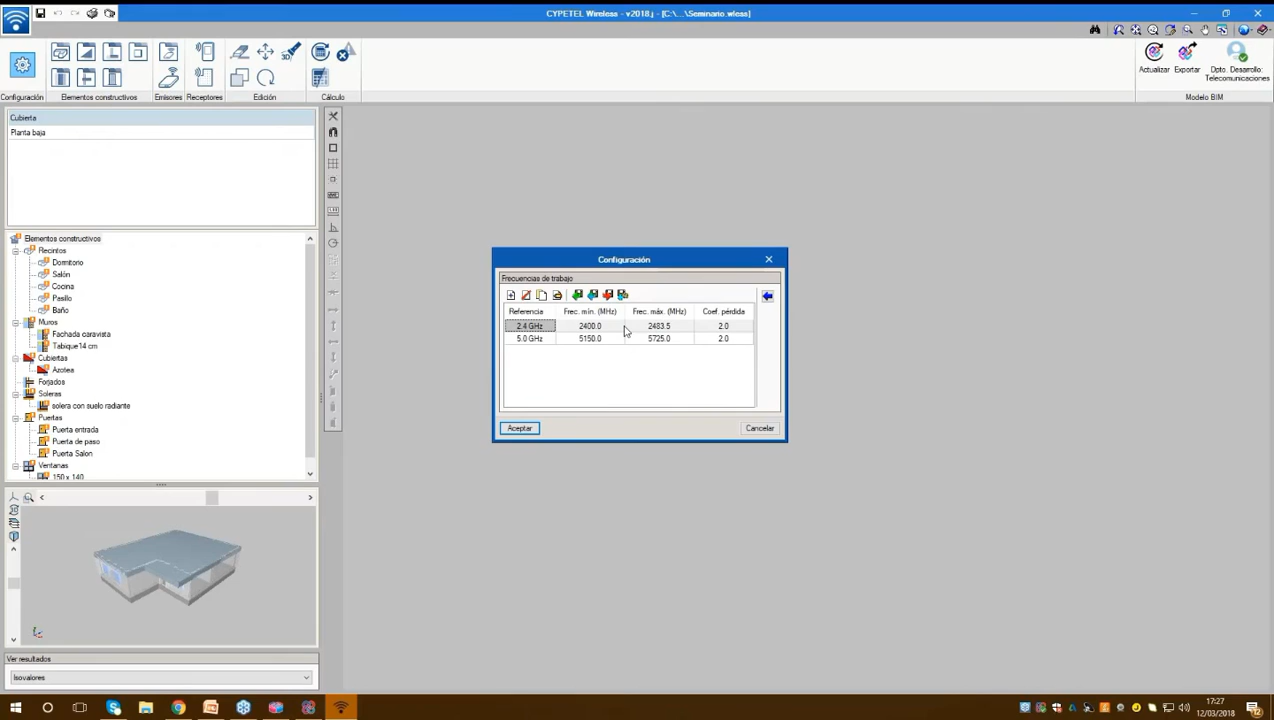 CYPETEL Wireless - v2018.j - [C:\...\Seminario.wless]
Configuración
Elementos constructivos
Emisores
Receptores
Edición
Cálculo
Actualizar
Exportar
Dpto. Desarrollo:
Telecomunicaciones
Modelo BIM
Cubierta
Planta baja
Elementos constructivos
Recintos
Dormitorio
Salón
Cocina
Pasillo
Baño
Muros
Fachada caravista
Tabique14 cm
Cubiertas
Azotea
Forjados
Soleras
solera con suelo radiante
Puertas
Puerta entrada
Puerta de paso
Puerta Salon
Ventanas
150 x 140
Configuración
Frecuencias de trabajo
Referencia Frec. mín. (MHz) Frec. máx. (MHz) Coef. pérdida
2.4 GHz 2400.0 2483.5 2.0
5.0 GHz 5150.0 5725.0 2.0
Aceptar
Cancelar
Ver resultados
Isovalores
17:27
12/03/2018